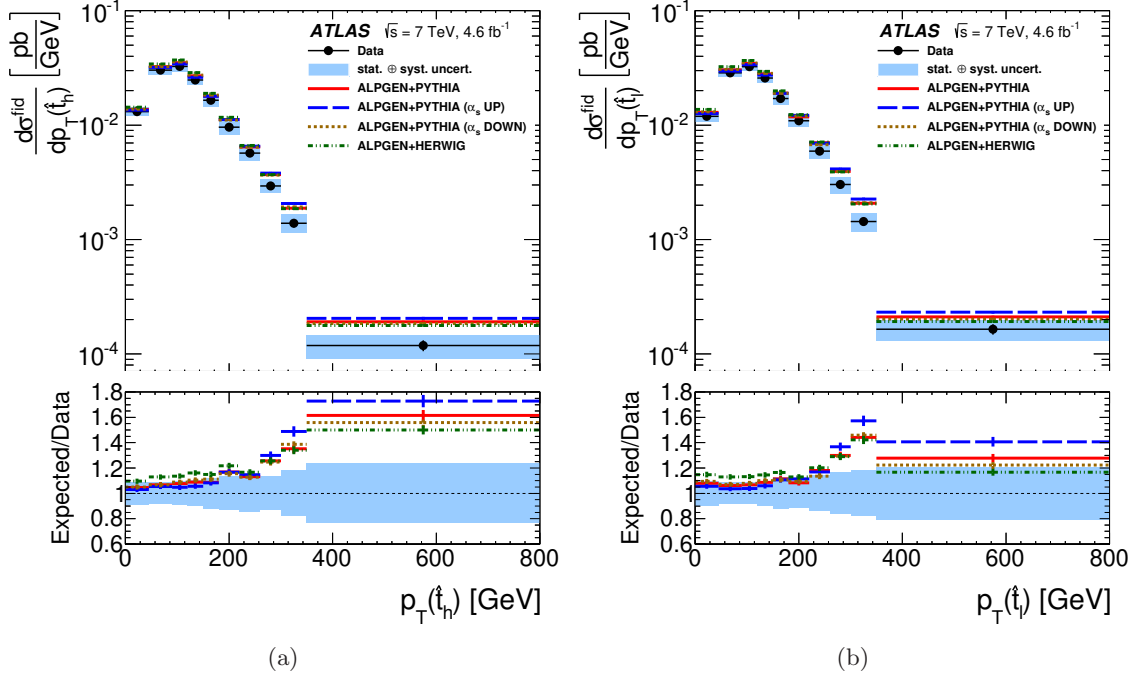 ATLAS √s = 7 TeV, 4.6 fb⁻¹
Data
stat. ⊕ syst. uncert.
ALPGEN+PYTHIA
ALPGEN+PYTHIA (αs UP)
ALPGEN+PYTHIA (αs DOWN)
ALPGEN+HERWIG
dσ^fid / dp_T(t̂_h) [pb / GeV]
10⁻¹
10⁻²
10⁻³
10⁻⁴
Expected/Data
1.8
1.6
1.4
1.2
1
0.8
0.6
0 200 400 600 800
p_T(t̂_h) [GeV]
(a)
ATLAS √s = 7 TeV, 4.6 fb⁻¹
Data
stat. ⊕ syst. uncert.
ALPGEN+PYTHIA
ALPGEN+PYTHIA (αs UP)
ALPGEN+PYTHIA (αs DOWN)
ALPGEN+HERWIG
dσ^fid / dp_T(t̂_l) [pb / GeV]
10⁻¹
10⁻²
10⁻³
10⁻⁴
Expected/Data
1.8
1.6
1.4
1.2
1
0.8
0.6
0 200 400 600 800
p_T(t̂_l) [GeV]
(b)